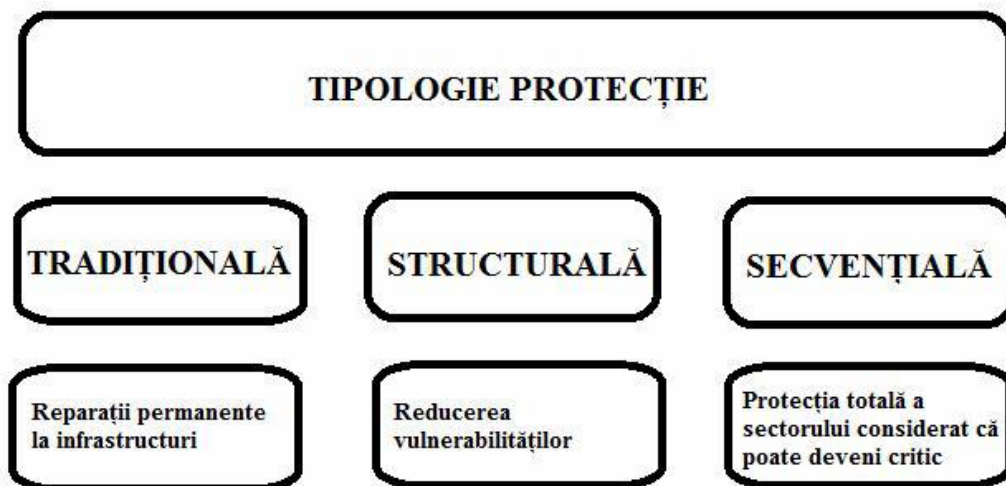 TIPOLOGIE PROTECȚIE
TRADIȚIONALĂ
STRUCTURALĂ
SECVENȚIALĂ
Reparații permanente
la infrastructuri
Reducerea
vulnerabilităților
Protecția totală a
sectorului considerat că
poate deveni critic